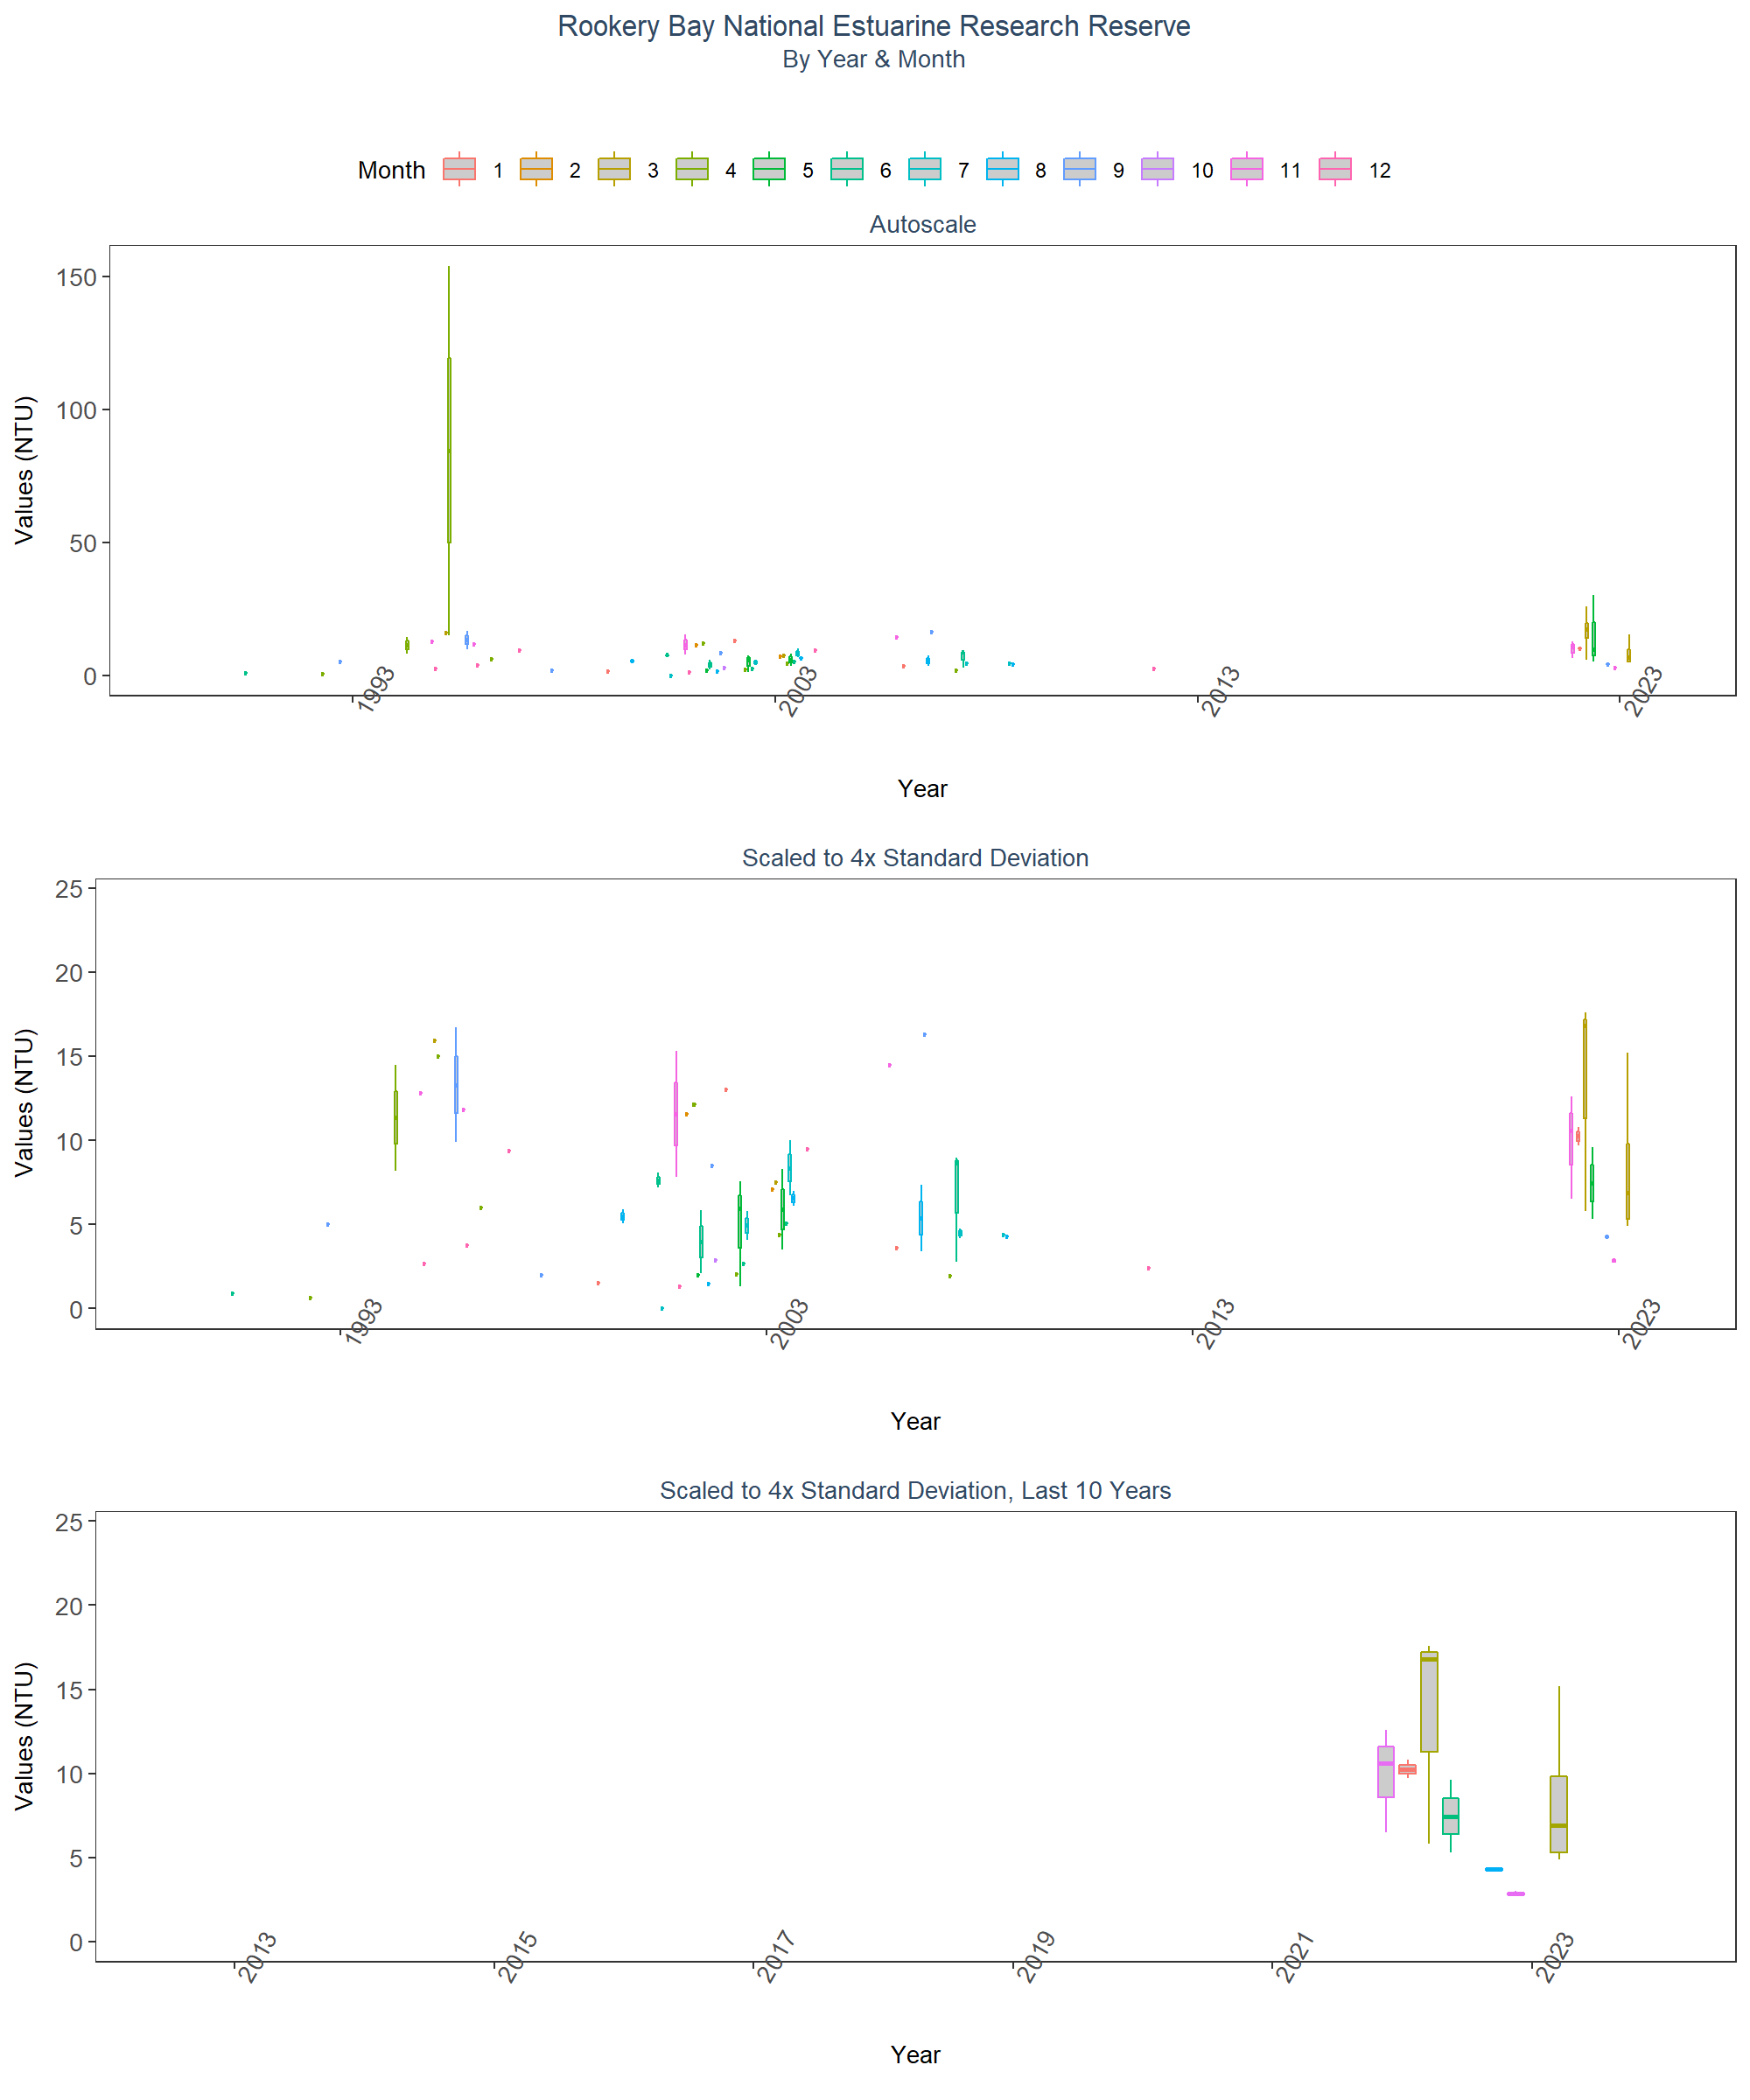 Rookery Bay National Estuarine Research Reserve
By Year & Month
Month 1 2 3 4 5 6 7 8 9 10 11 12
Autoscale
150
100
50
0
Values (NTU)
1993 2003 2013 2023
Year
Scaled to 4x Standard Deviation
25
20
15
10
5
0
Values (NTU)
1993 2003 2013 2023
Year
Scaled to 4x Standard Deviation, Last 10 Years
25
20
15
10
5
0
Values (NTU)
2013 2015 2017 2019 2021 2023
Year